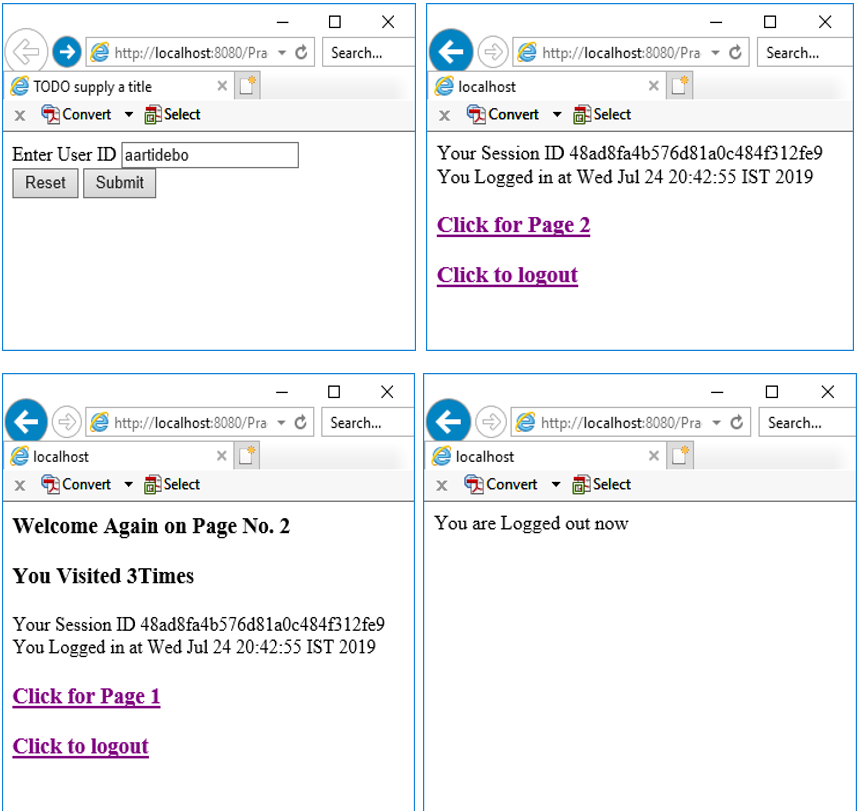 http://localhost:8080/Pra
Search...
TODO supply a title
x Convert Select
Enter User ID aartidebo
Reset Submit
http://localhost:8080/Pra
Search...
localhost
x Convert Select
Your Session ID 48ad8fa4b576d81a0c484f312fe9
You Logged in at Wed Jul 24 20:42:55 IST 2019
Click for Page 2
Click to logout
http://localhost:8080/Pra
Search...
localhost
x Convert Select
Welcome Again on Page No. 2
You Visited 3Times
Your Session ID 48ad8fa4b576d81a0c484f312fe9
You Logged in at Wed Jul 24 20:42:55 IST 2019
Click for Page 1
Click to logout
http://localhost:8080/Pra
Search...
localhost
x Convert Select
You are Logged out now